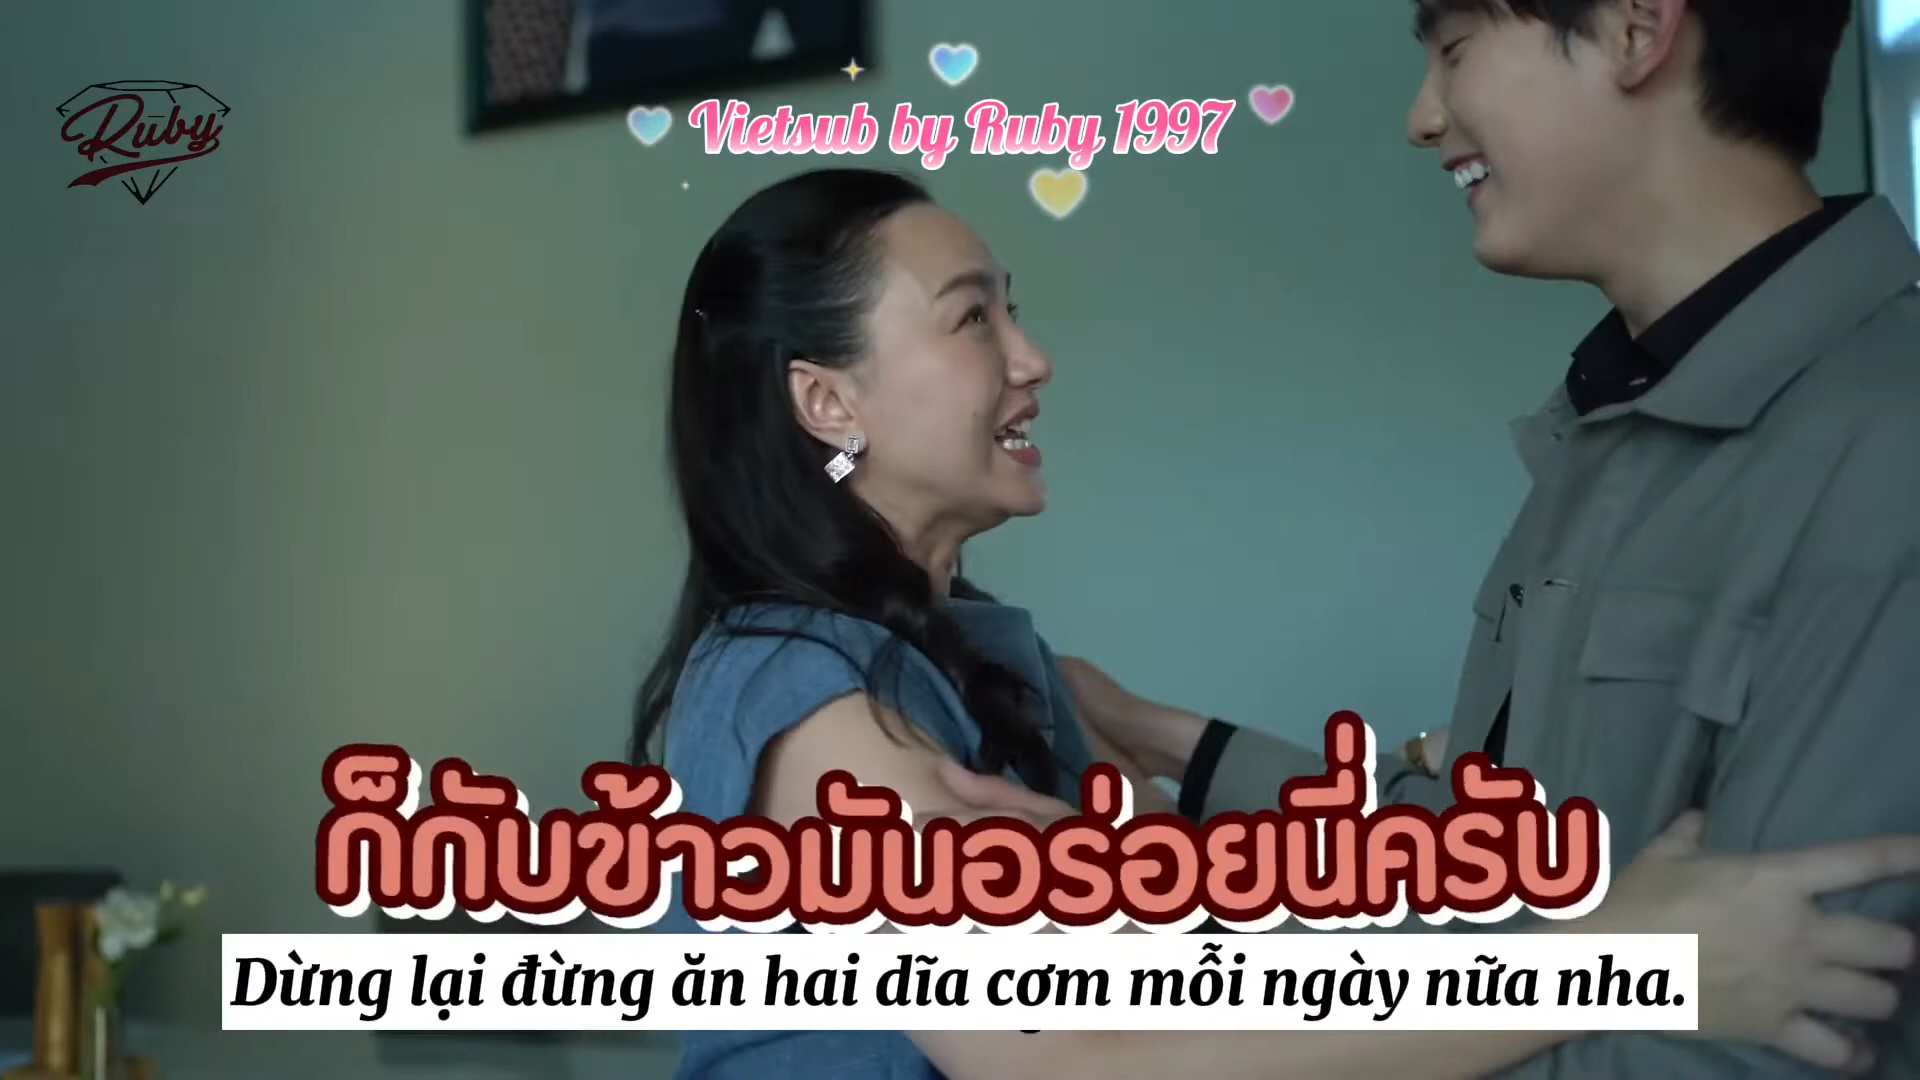 Ruby
Vietsub by Ruby 1997
ก็กับข้าวมันอร่อยนี่ครับ
Dừng lại đừng ăn hai dĩa cơm mỗi ngày nữa nha.